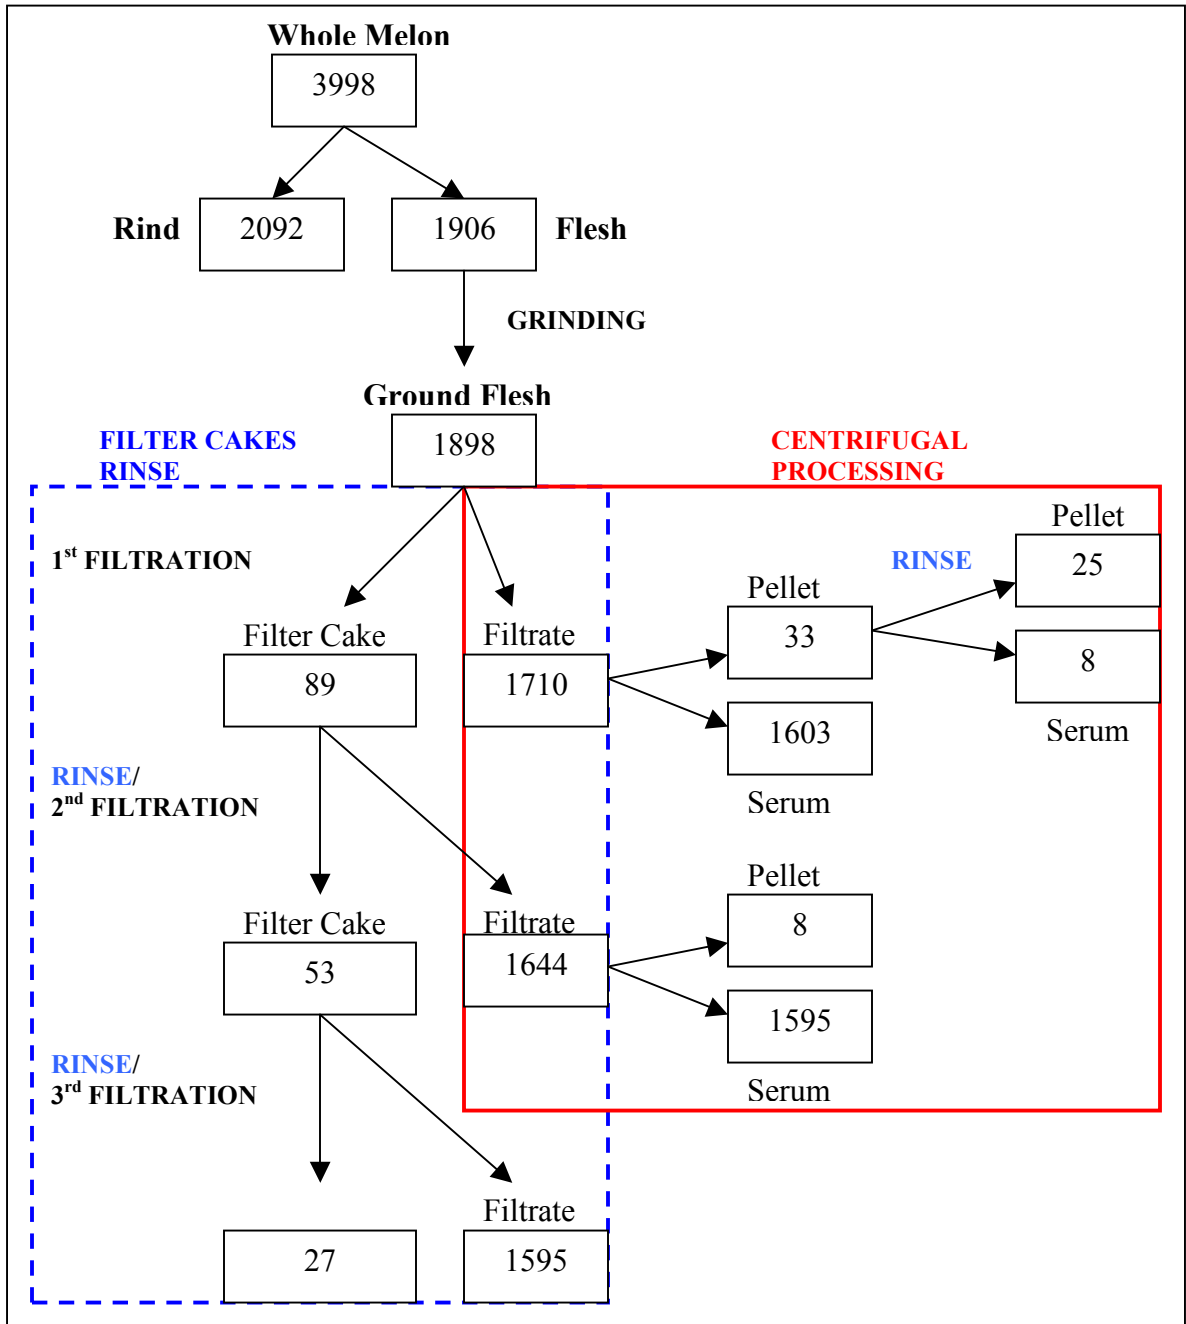 Whole Melon
3998
Rind 2092 1906 Flesh
GRINDING
Ground Flesh
1898
FILTER CAKES
RINSE
CENTRIFUGAL
PROCESSING
1st FILTRATION
Filter Cake
89
Filtrate
1710
Pellet
33
1603
Serum
RINSE
Pellet
25
8
Serum
RINSE/
2nd FILTRATION
Filter Cake
53
Filtrate
1644
Pellet
8
1595
Serum
RINSE/
3rd FILTRATION
27
Filtrate
1595